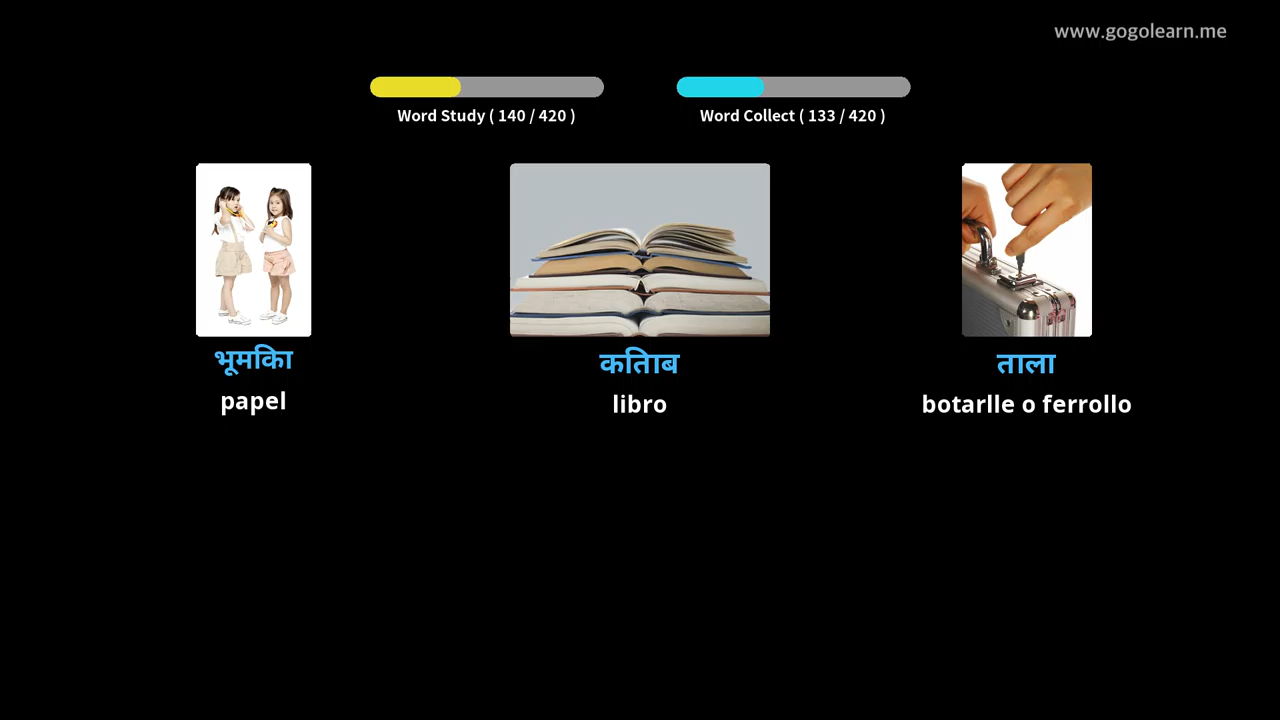 www.gogolearn.me
Word Study ( 140 / 420 )
Word Collect ( 133 / 420 )
भूमिका
papel
किताब
libro
ताला
botarlle o ferrollo